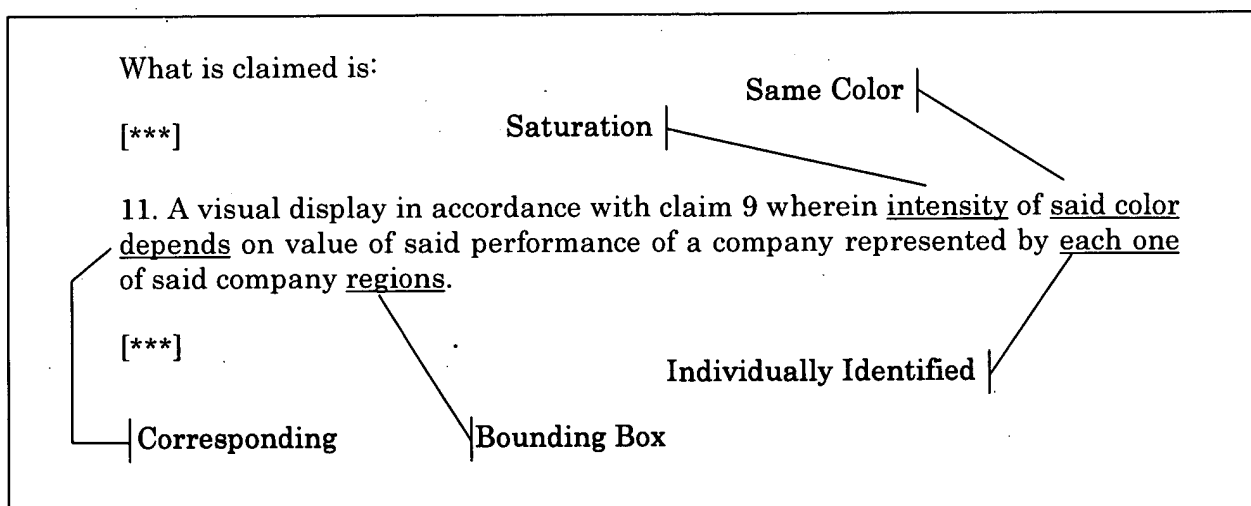 What is claimed is:
Same Color
[***]
Saturation
11. A visual display in accordance with claim 9 wherein intensity of said color
depends on value of said performance of a company represented by each one
of said company regions.
[***]
Individually Identified
Corresponding
Bounding Box